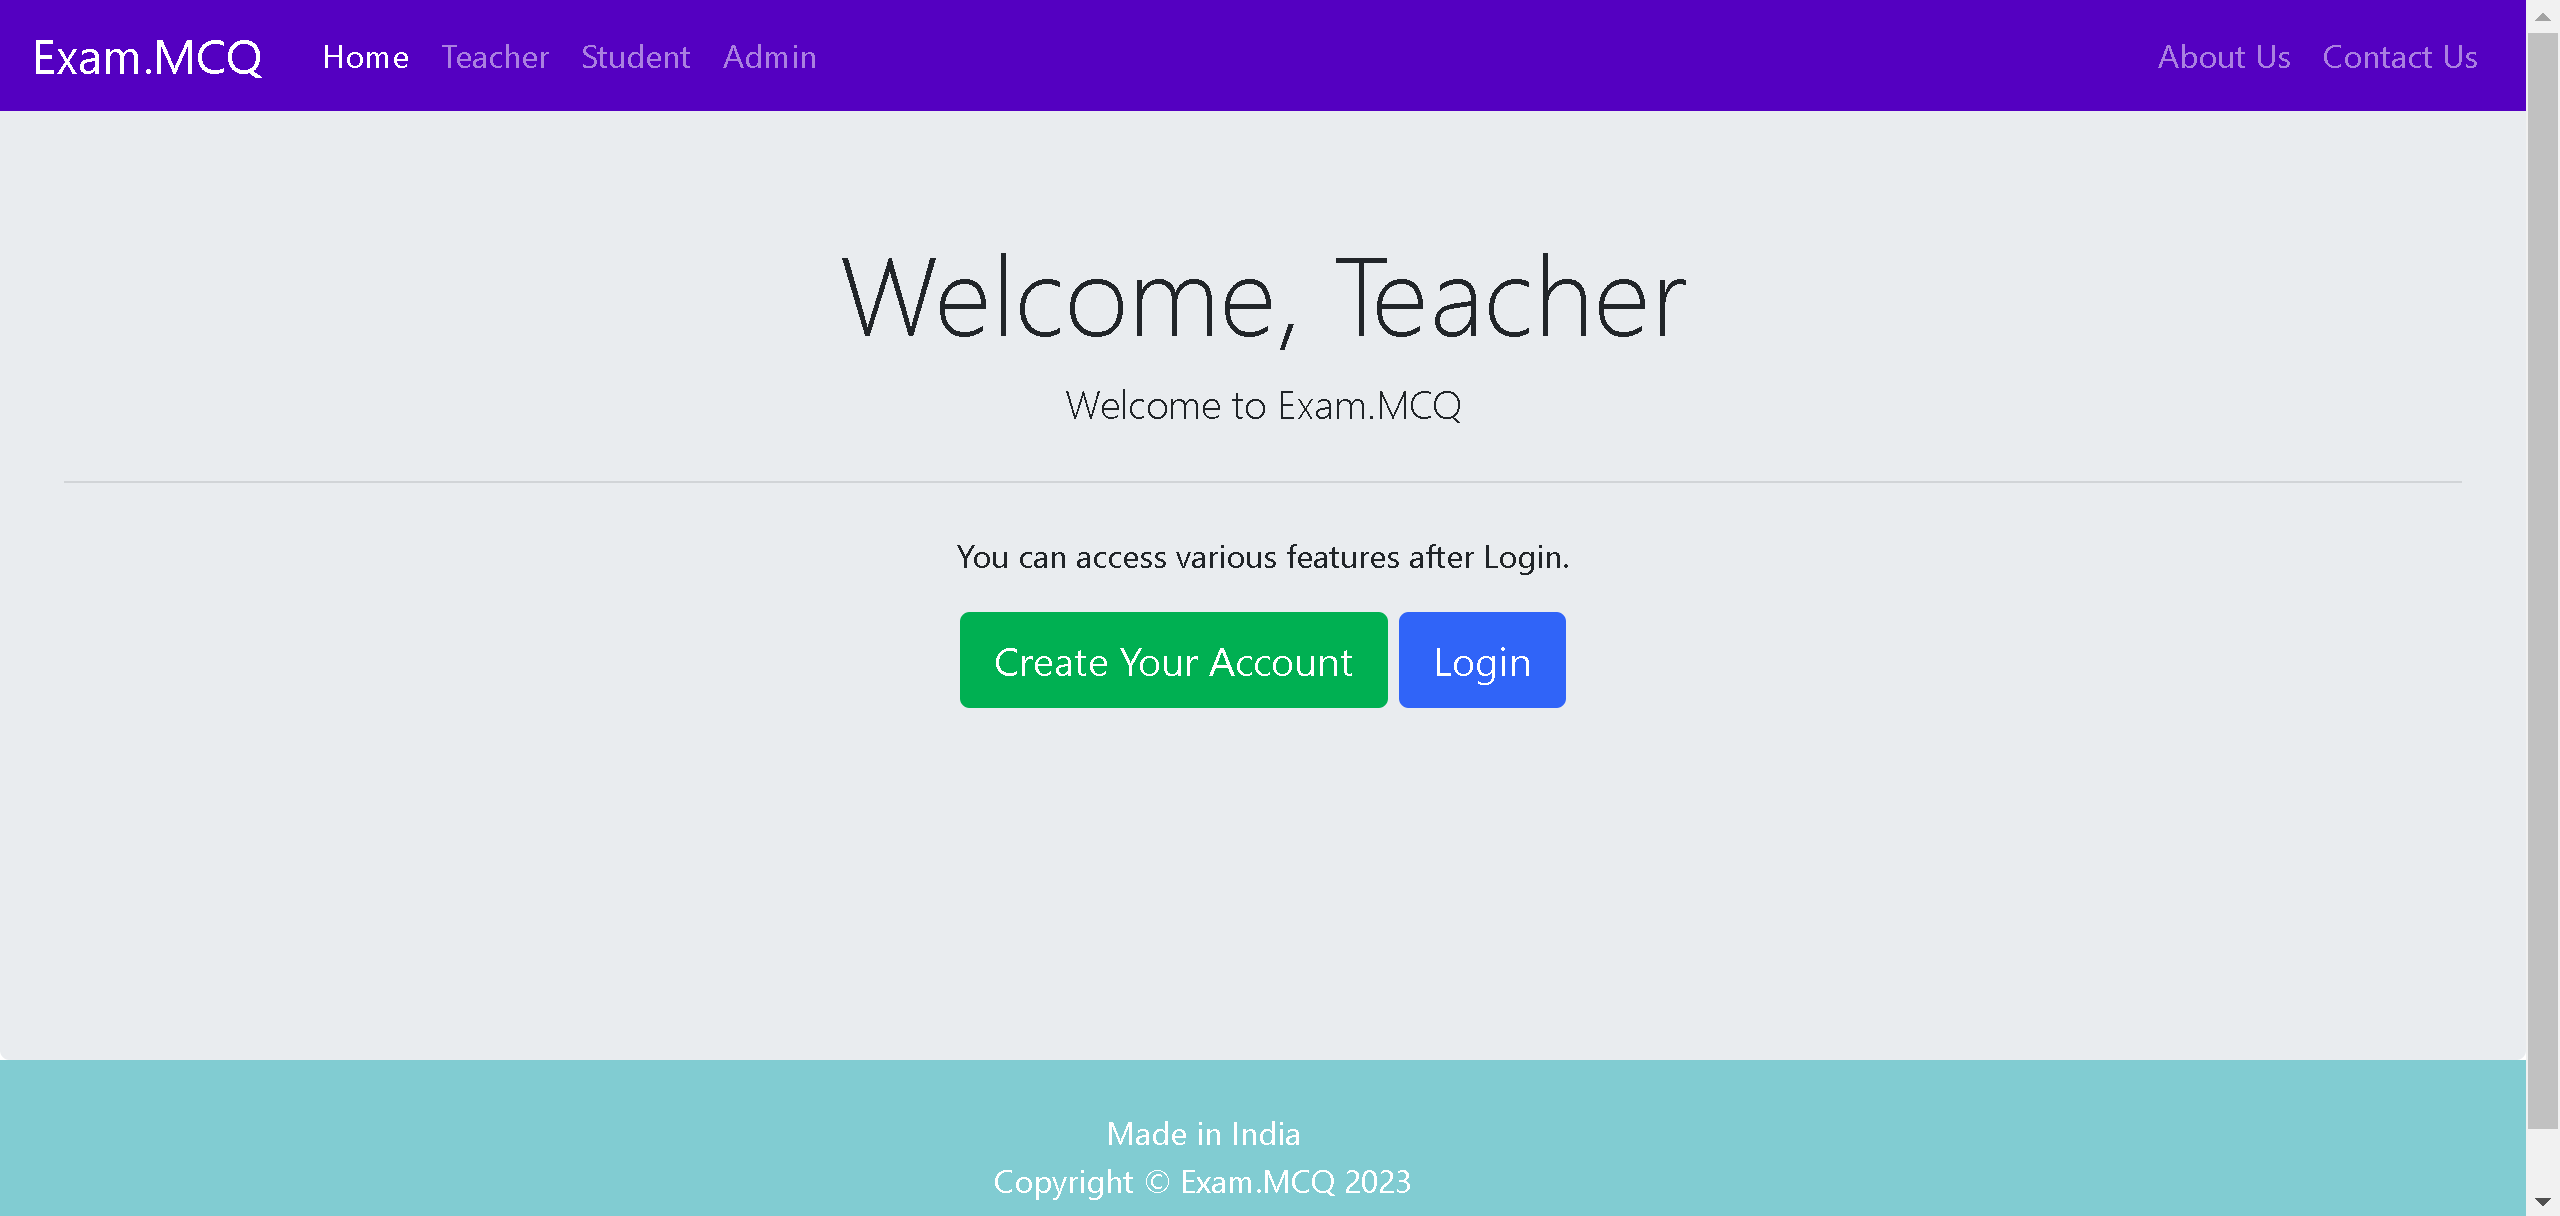 Exam.MCQ Home Teacher Student Admin About Us Contact Us
Welcome, Teacher
Welcome to Exam.MCQ
You can access various features after Login.
Create Your Account Login
Made in India
Copyright © Exam.MCQ 2023